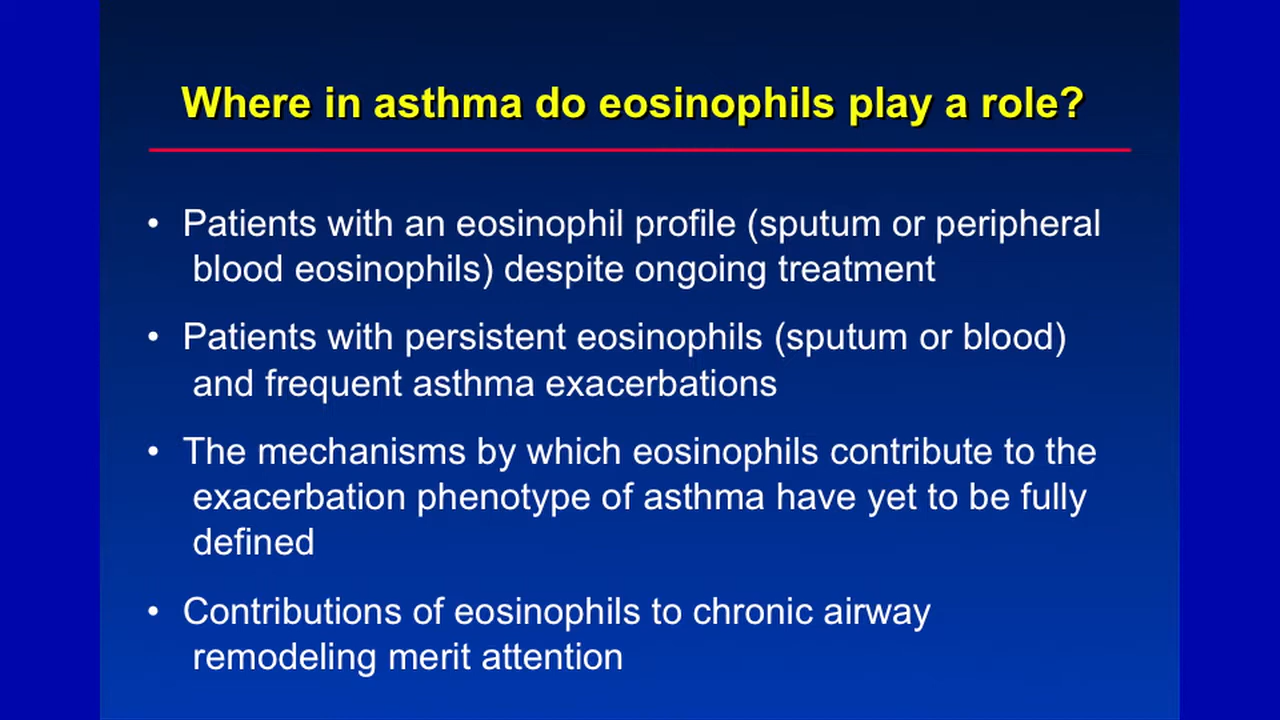 Where in asthma do eosinophils play a role?
• Patients with an eosinophil profile (sputum or peripheral
blood eosinophils) despite ongoing treatment
• Patients with persistent eosinophils (sputum or blood)
and frequent asthma exacerbations
• The mechanisms by which eosinophils contribute to the
exacerbation phenotype of asthma have yet to be fully
defined
• Contributions of eosinophils to chronic airway
remodeling merit attention